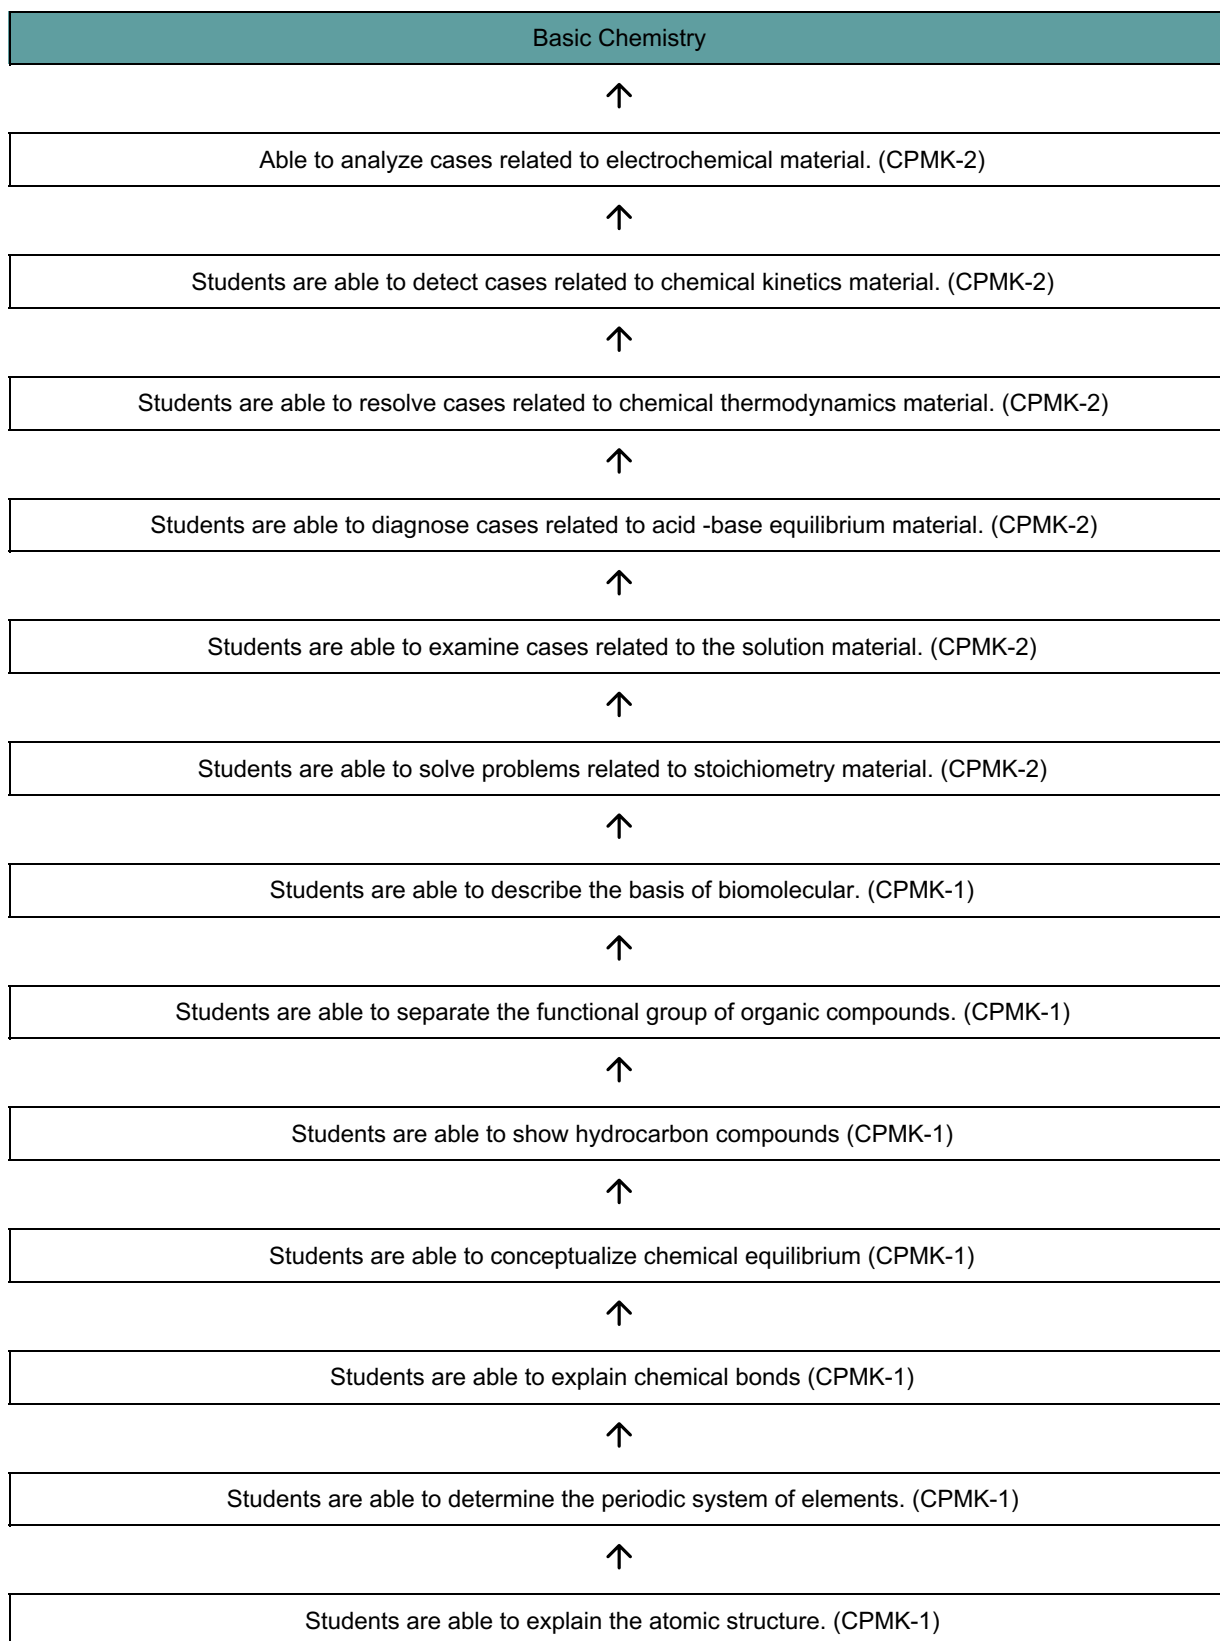 Basic Chemistry
↑
Able to analyze cases related to electrochemical material. (CPMK-2)
↑
Students are able to detect cases related to chemical kinetics material. (CPMK-2)
↑
Students are able to resolve cases related to chemical thermodynamics material. (CPMK-2)
↑
Students are able to diagnose cases related to acid -base equilibrium material. (CPMK-2)
↑
Students are able to examine cases related to the solution material. (CPMK-2)
↑
Students are able to solve problems related to stoichiometry material. (CPMK-2)
↑
Students are able to describe the basis of biomolecular. (CPMK-1)
↑
Students are able to separate the functional group of organic compounds. (CPMK-1)
↑
Students are able to show hydrocarbon compounds (CPMK-1)
↑
Students are able to conceptualize chemical equilibrium (CPMK-1)
↑
Students are able to explain chemical bonds (CPMK-1)
↑
Students are able to determine the periodic system of elements. (CPMK-1)
↑
Students are able to explain the atomic structure. (CPMK-1)